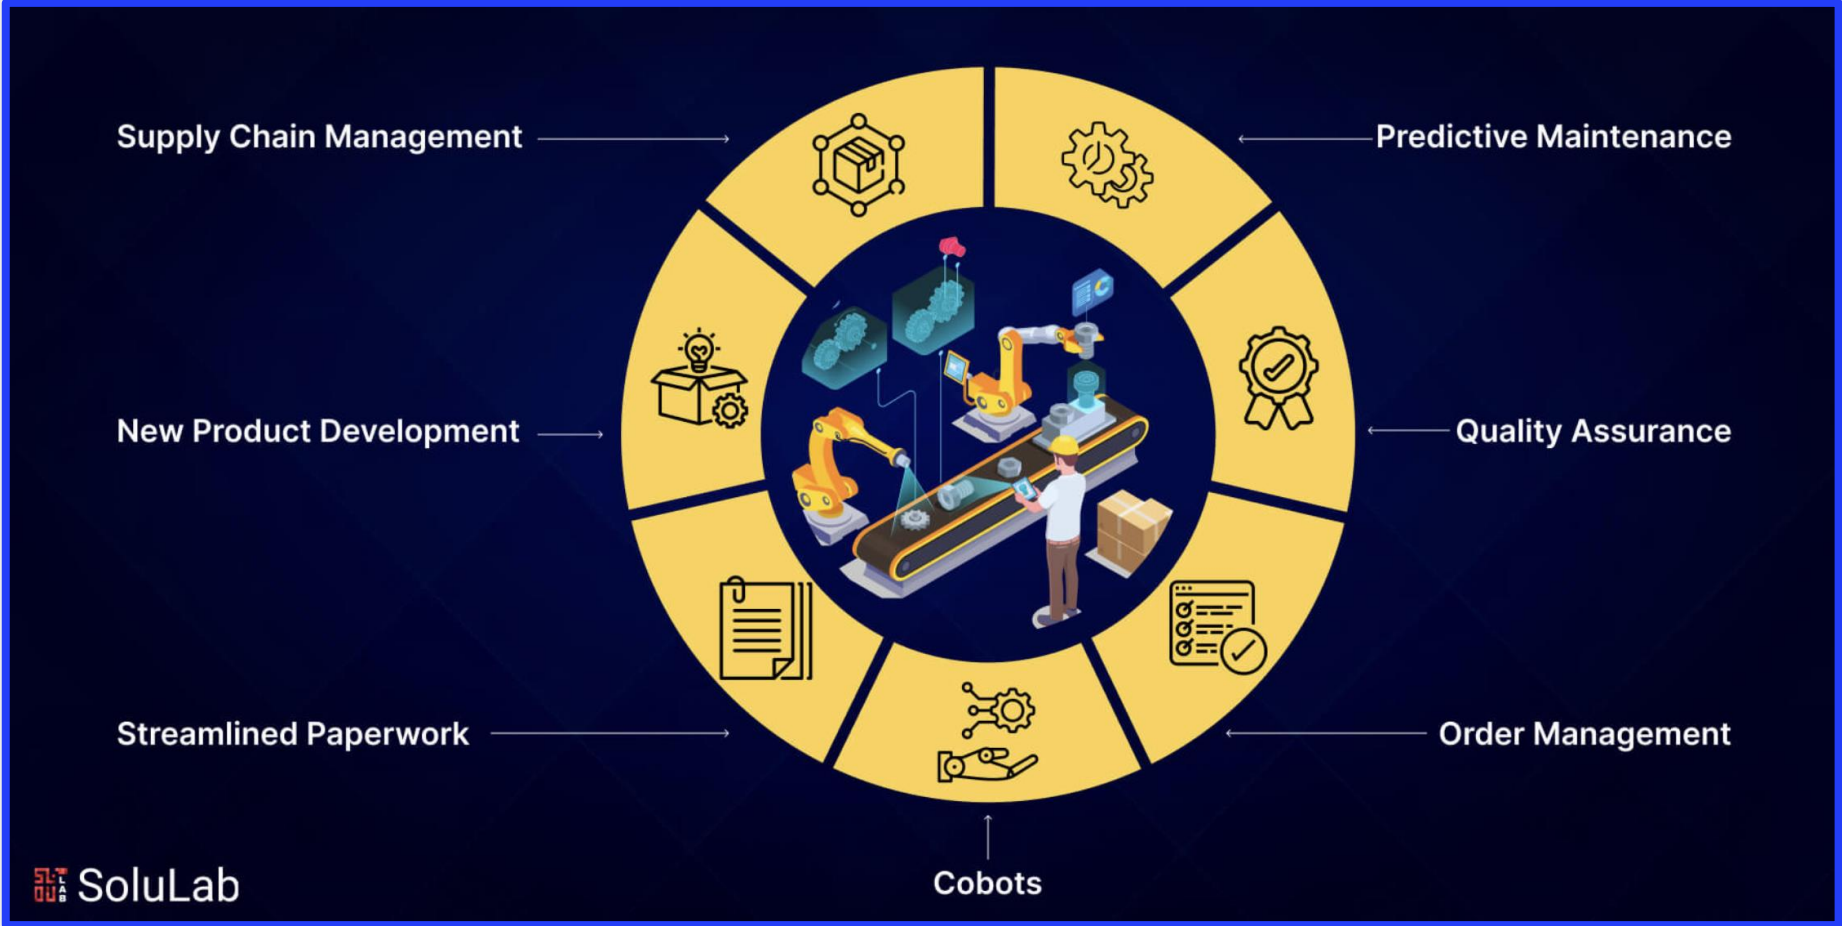 Supply Chain Management
Predictive Maintenance
New Product Development
Quality Assurance
Streamlined Paperwork
Order Management
Cobots
SoluLab